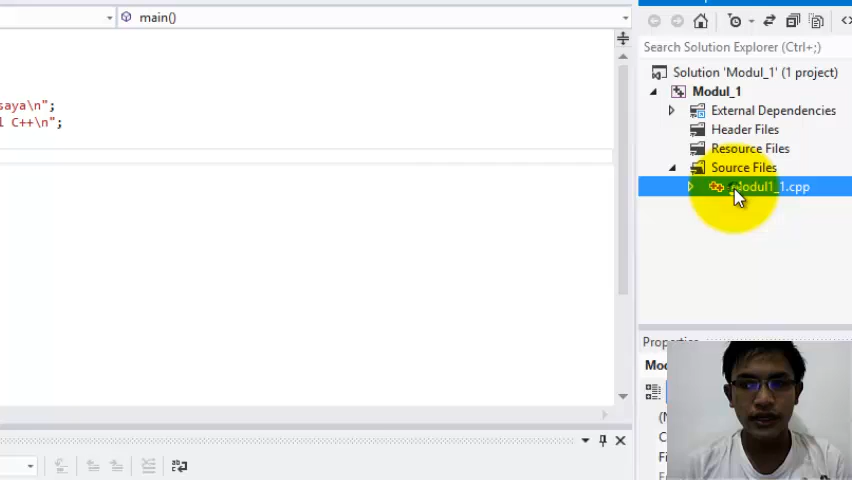 main()
Search Solution Explorer (Ctrl+;)
Solution 'Modul_1' (1 project)
Modul_1
External Dependencies
saya\n";
l C++\n";
Header Files
Resource Files
Source Files
Modul1_1.cpp
Properties